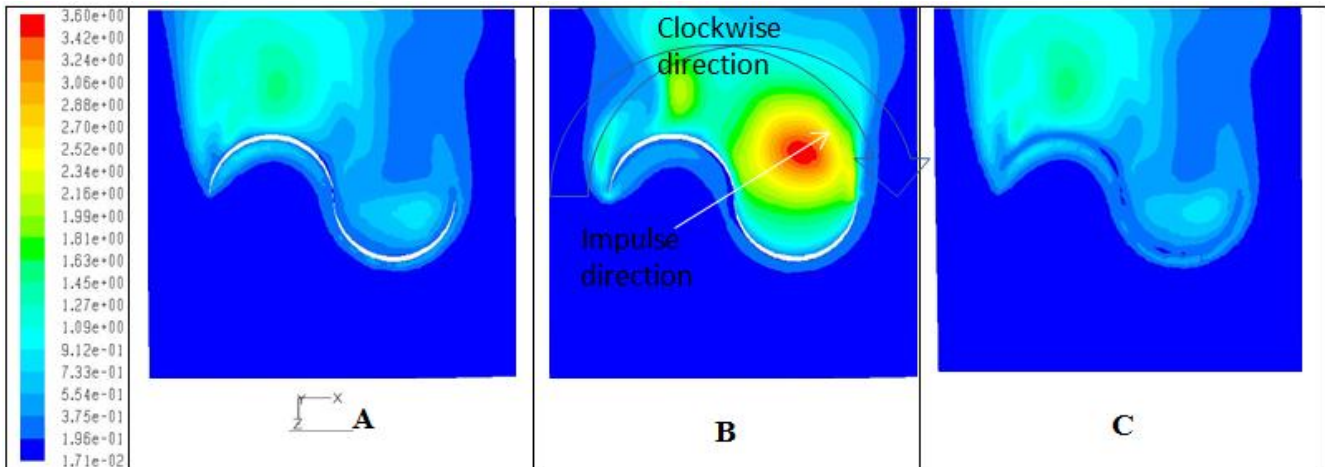 3.60e+00
3.42e+00
3.24e+00
3.06e+00
2.88e+00
2.70e+00
2.52e+00
2.34e+00
2.16e+00
1.99e+00
1.81e+00
1.63e+00
1.45e+00
1.27e+00
1.09e+00
9.12e-01
7.33e-01
5.54e-01
3.75e-01
1.96e-01
1.71e-02
Y X
Z
A
Clockwise
direction
Impulse
direction
B
C